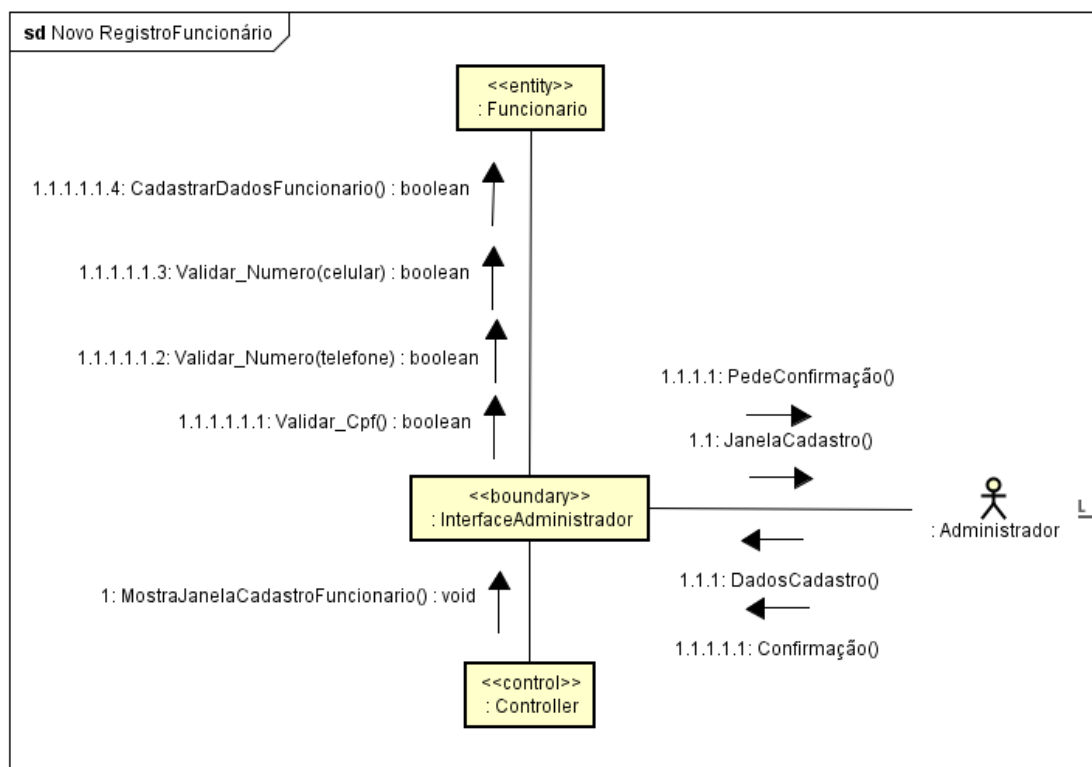 sd Novo RegistroFuncionário
<<entity>>
: Funcionario
1.1.1.1.1.4: CadastrarDadosFuncionario() : boolean
1.1.1.1.1.3: Validar_Numero(celular) : boolean
1.1.1.1.1.2: Validar_Numero(telefone) : boolean
1.1.1.1.1.1: Validar_Cpf() : boolean
1.1.1.1: PedeConfirmação()
1.1: JanelaCadastro()
<<boundary>>
: InterfaceAdministrador
: Administrador
L
1.1.1: DadosCadastro()
1.1.1.1.1: Confirmação()
1: MostraJanelaCadastroFuncionario() : void
<<control>>
: Controller